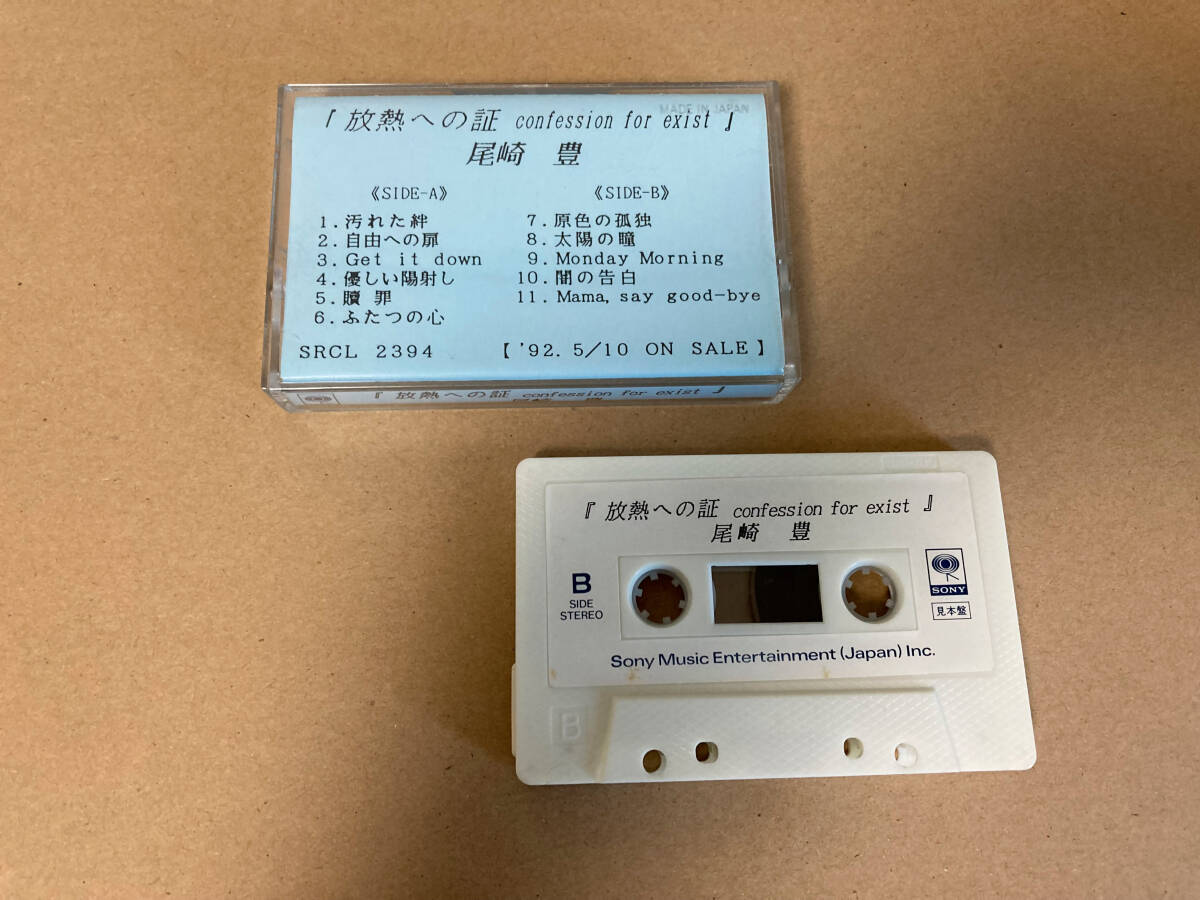 MADE IN JAPAN
『 放熱への証 confession for exist 』
尾崎 豊
《SIDE-A》
1.汚れた絆
2.自由への扉
3.Get it down
4.優しい陽射し
5.贖 罪
6.ふたつの心
《SIDE-B》
7.原色の孤独
8.太陽の瞳
9.Monday Morning
10.闇の告白
11.Mama, say good-bye
SRCL 2394 【 '92. 5/10 ON SALE 】
『 放熱への証 confession for exist 』
『 放熱への証 confession for exist 』
尾崎 豊
B
SIDE
STEREO
SONY
見本盤
Sony Music Entertainment (Japan) Inc.
B